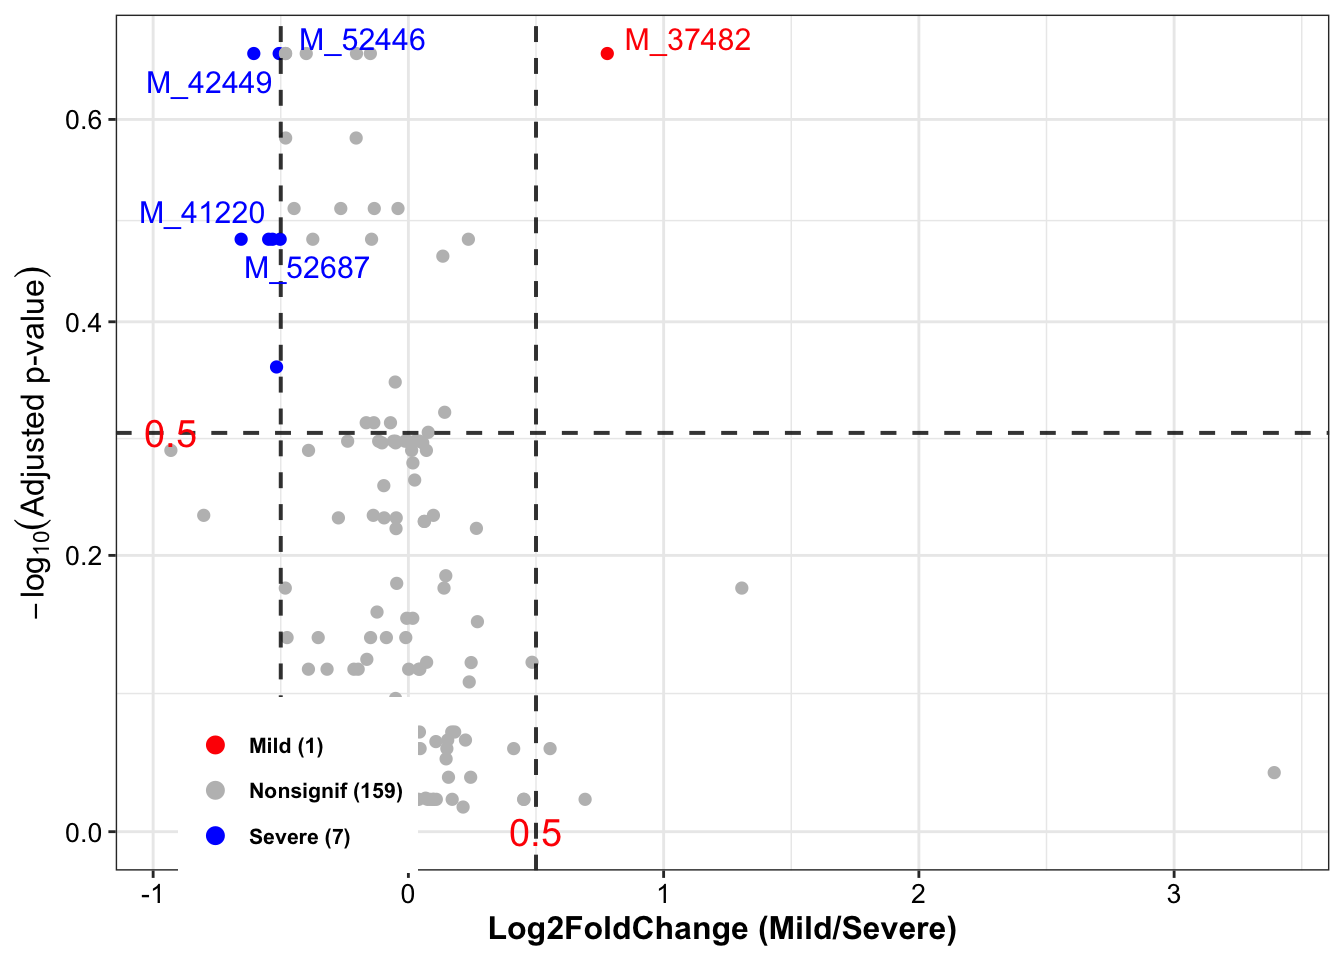 M_52446
M_37482
M_42449
0.6
M_41220
M_52687
0.4
0.5
0.2
Mild (1)
Nonsignif (159)
Severe (7)
0.5
0.0
-1
0
1
2
3
Log2FoldChange (Mild/Severe)
−log₁₀(Adjusted p-value)